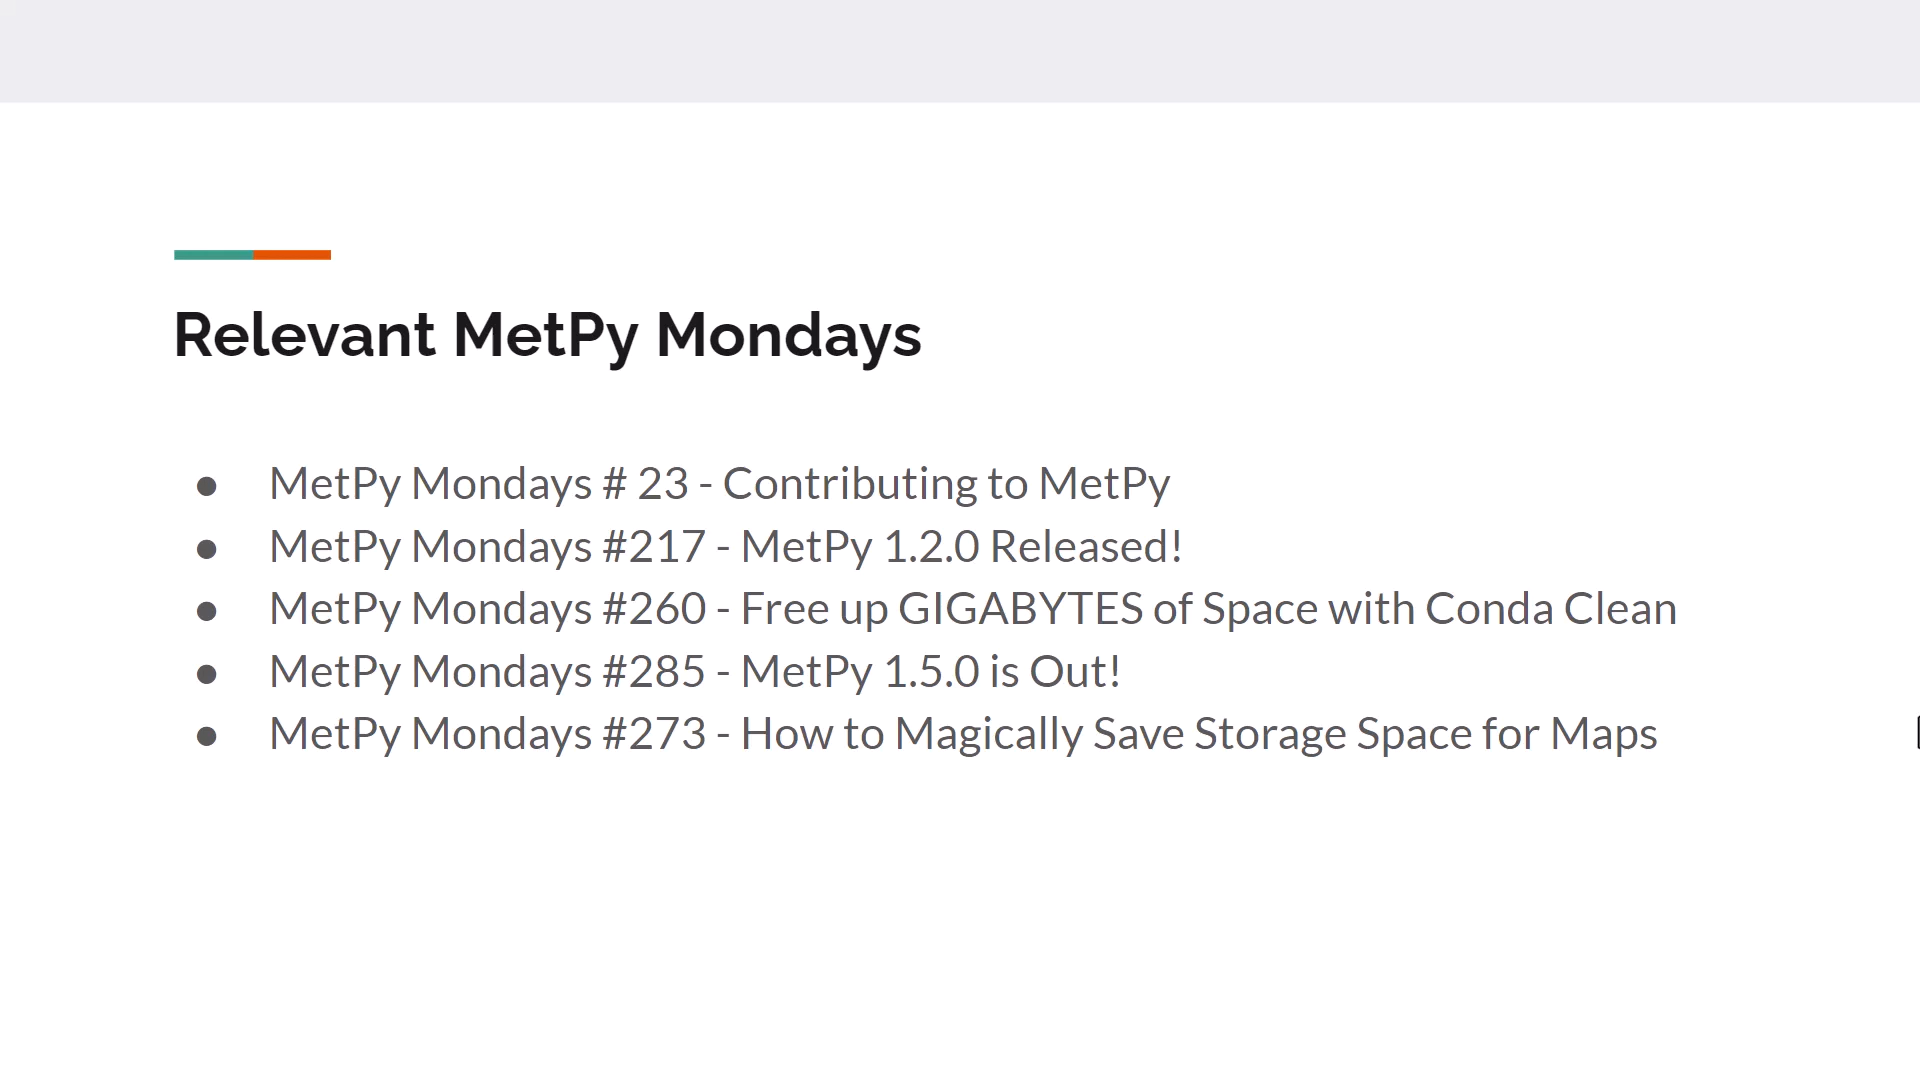 Relevant MetPy Mondays
● MetPy Mondays # 23 - Contributing to MetPy
● MetPy Mondays #217 - MetPy 1.2.0 Released!
● MetPy Mondays #260 - Free up GIGABYTES of Space with Conda Clean
● MetPy Mondays #285 - MetPy 1.5.0 is Out!
● MetPy Mondays #273 - How to Magically Save Storage Space for Maps